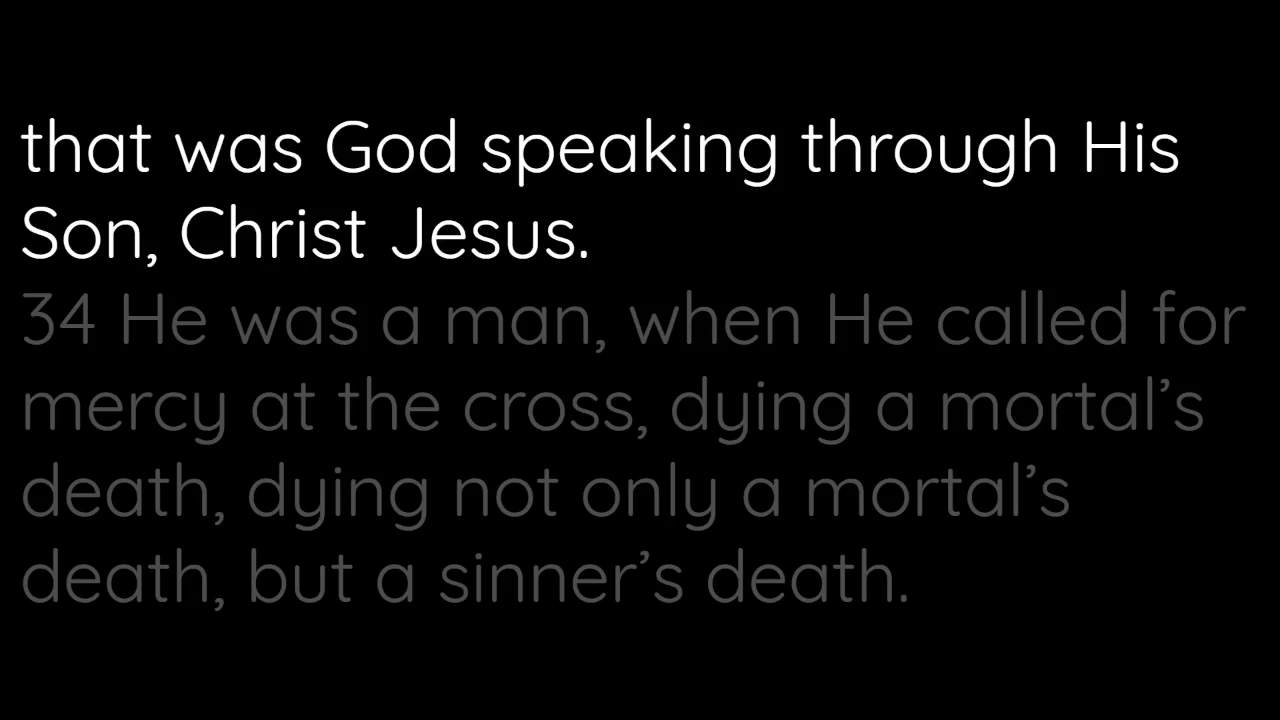 that was God speaking through His
Son, Christ Jesus.
34 He was a man, when He called for
mercy at the cross, dying a mortal’s
death, dying not only a mortal’s
death, but a sinner’s death.